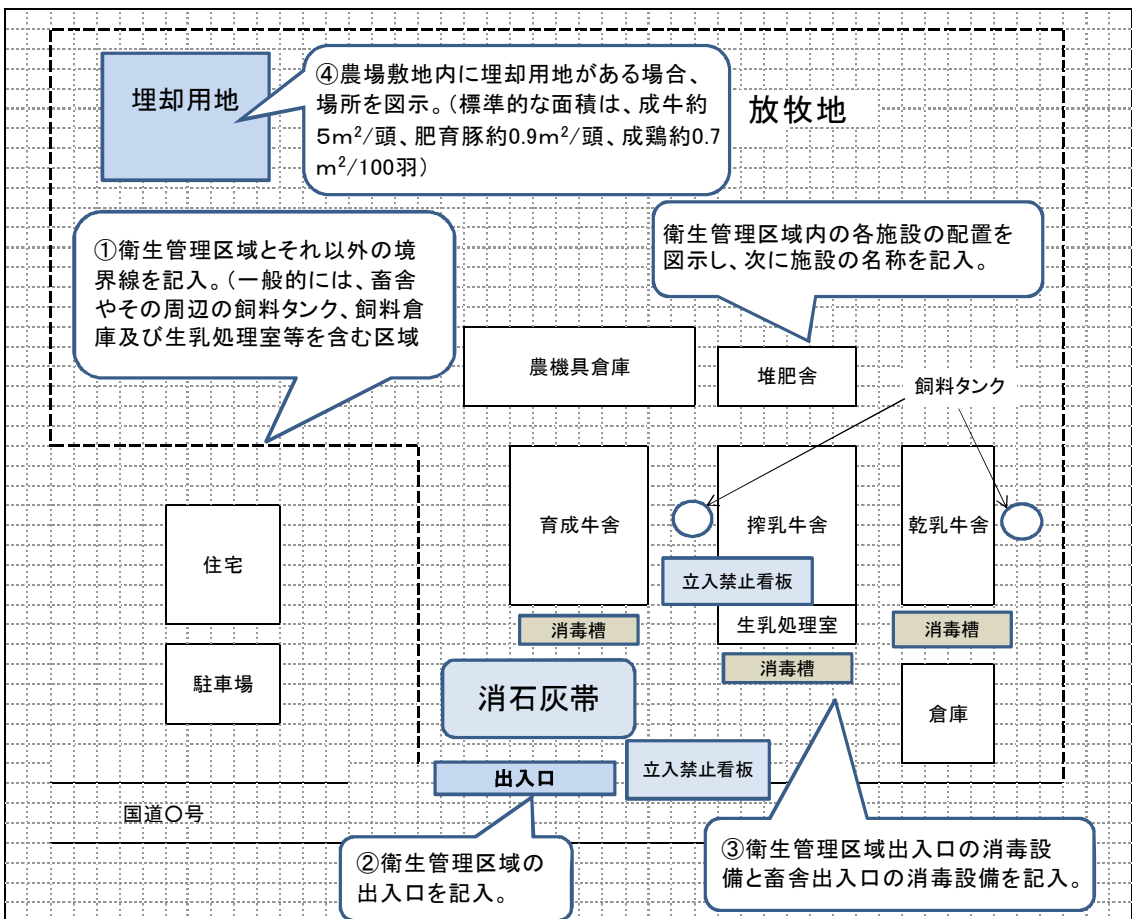 埋却用地
④農場敷地内に埋却用地がある場合、
場所を図示。(標準的な面積は、成牛約
5m²/頭、肥育豚約0.9m²/頭、成鶏約0.7
m²/100羽)
放牧地
①衛生管理区域とそれ以外の境
界線を記入。(一般的には、畜舎
やその周辺の飼料タンク、飼料倉
庫及び生乳処理室等を含む区域
衛生管理区域内の各施設の配置を
図示し、次に施設の名称を記入。
農機具倉庫
堆肥舎
飼料タンク
育成牛舎
搾乳牛舎
乾乳牛舎
住宅
立入禁止看板
消毒槽
生乳処理室
消毒槽
消毒槽
駐車場
消石灰帯
倉庫
出入口
立入禁止看板
国道〇号
②衛生管理区域の
出入口を記入。
③衛生管理区域出入口の消毒設
備と畜舎出入口の消毒設備を記入。